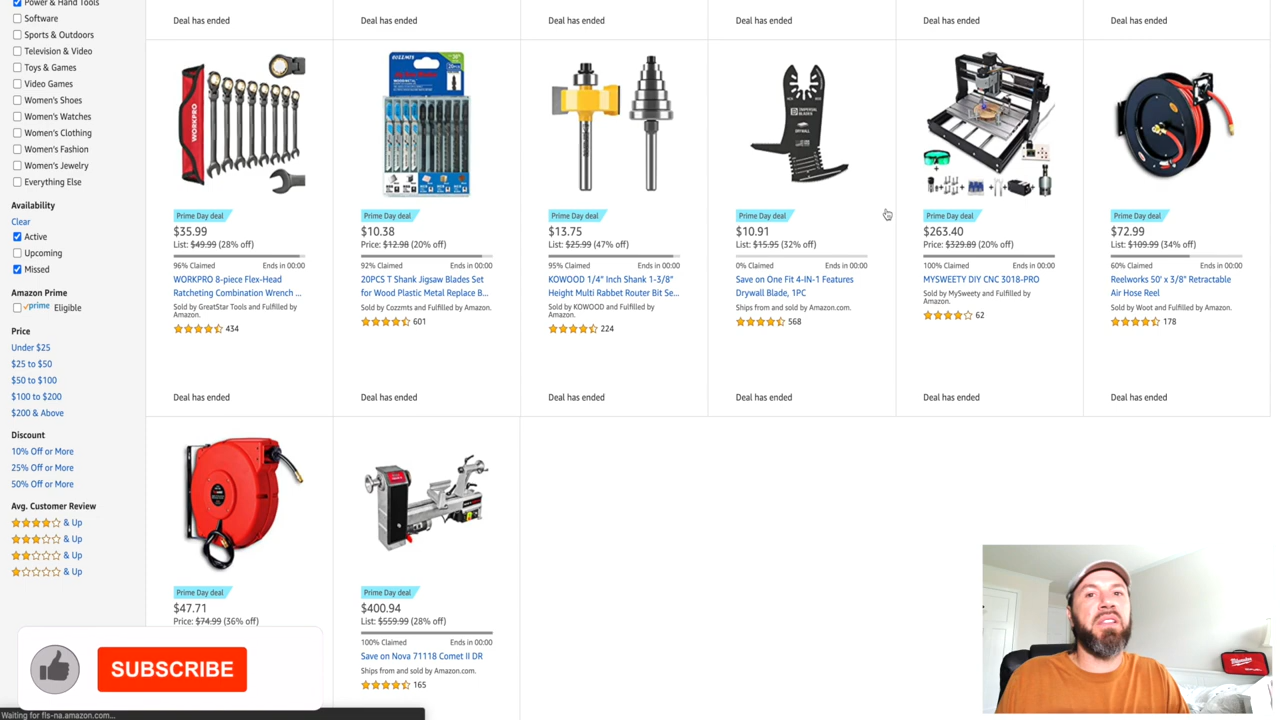 Power & Hand Tools
Software
Sports & Outdoors
Television & Video
Toys & Games
Video Games
Women's Shoes
Women's Watches
Women's Clothing
Women's Fashion
Women's Jewelry
Everything Else
Availability
Clear
Active
Upcoming
Missed
Amazon Prime
prime Eligible
Price
Under $25
$25 to $50
$50 to $100
$100 to $200
$200 & Above
Discount
10% Off or More
25% Off or More
50% Off or More
Avg. Customer Review
& Up
& Up
& Up
& Up
Deal has ended
Deal has ended
Deal has ended
Deal has ended
Deal has ended
Deal has ended
WORKPRO
Prime Day deal
$35.99
List: $49.99 (28% off)
96% Claimed Ends in 00:00
WORKPRO 8-piece Flex-Head
Ratcheting Combination Wrench ...
Sold by GreatStar Tools and Fulfilled by
Amazon.
434
Deal has ended
Prime Day deal
$10.38
Price: $12.98 (20% off)
92% Claimed Ends in 00:00
20PCS T Shank Jigsaw Blades Set
for Wood Plastic Metal Replace B...
Sold by Cozzmts and Fulfilled by Amazon.
601
Deal has ended
Prime Day deal
$13.75
List: $25.99 (47% off)
95% Claimed Ends in 00:00
KOWOOD 1/4" Inch Shank 1-3/8"
Height Multi Rabbet Router Bit Se...
Sold by KOWOOD and Fulfilled by
Amazon.
224
Deal has ended
Prime Day deal
$10.91
List: $15.95 (32% off)
0% Claimed Ends in 00:00
Save on One Fit 4-IN-1 Features
Drywall Blade, 1PC
Ships from and sold by Amazon.com.
568
Deal has ended
Prime Day deal
$263.40
Price: $329.89 (20% off)
100% Claimed Ends in 00:00
MYSWEETY DIY CNC 3018-PRO
Sold by MySweety and Fulfilled by
Amazon.
62
Deal has ended
Prime Day deal
$72.99
List: $109.99 (34% off)
60% Claimed Ends in 00:00
Reelworks 50' x 3/8" Retractable
Air Hose Reel
Sold by Woot and Fulfilled by Amazon.
178
Deal has ended
Prime Day deal
$47.71
Price: $74.99 (36% off)
Prime Day deal
$400.94
List: $559.99 (28% off)
100% Claimed Ends in 00:00
Save on Nova 71118 Comet II DR
Ships from and sold by Amazon.com.
165
SUBSCRIBE
Waiting for fls-na.amazon.com...
Milwaukee